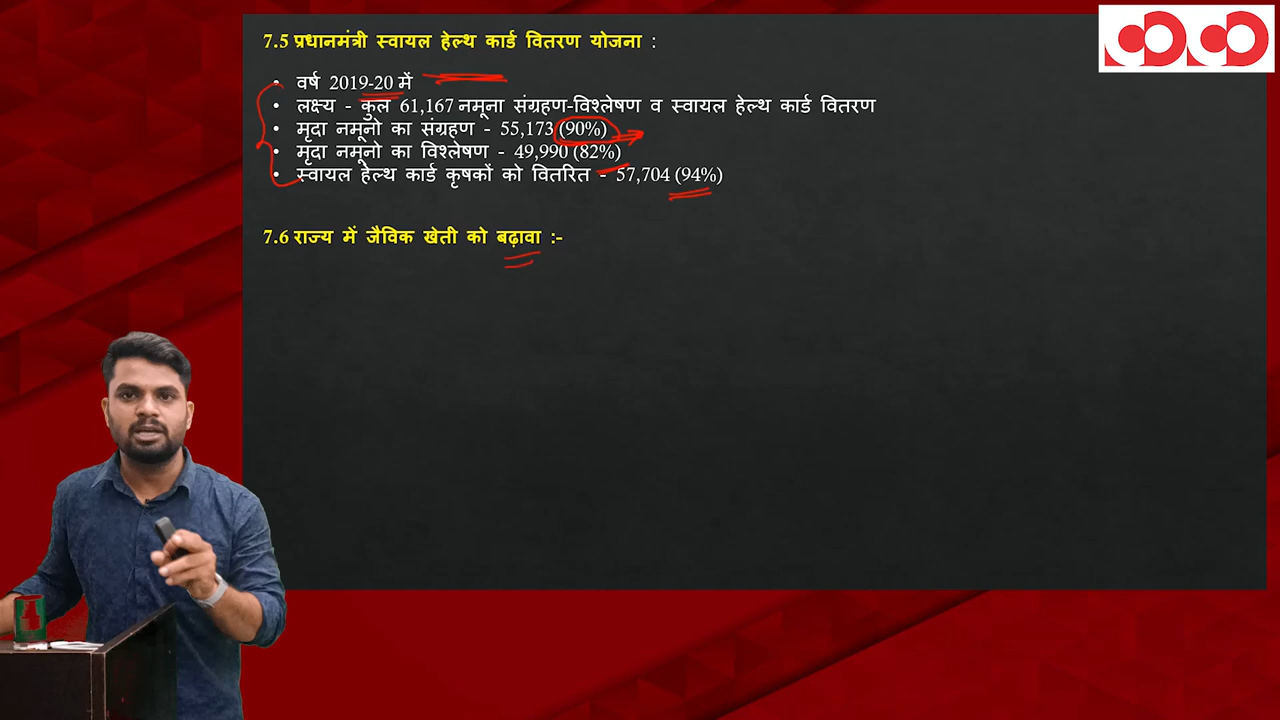 7.5 प्रधानमंत्री स्वायल हेल्थ कार्ड वितरण योजना :
• वर्ष 2019-20 में
• लक्ष्य - कुल 61,167 नमूना संग्रहण-विश्लेषण व स्वायल हेल्थ कार्ड वितरण
• मृदा नमूनो का संग्रहण - 55,173 (90%)
• मृदा नमूनो का विश्लेषण - 49,990 (82%)
• स्वायल हेल्थ कार्ड कृषकों को वितरित - 57,704 (94%)
7.6 राज्य में जैविक खेती को बढ़ावा :-